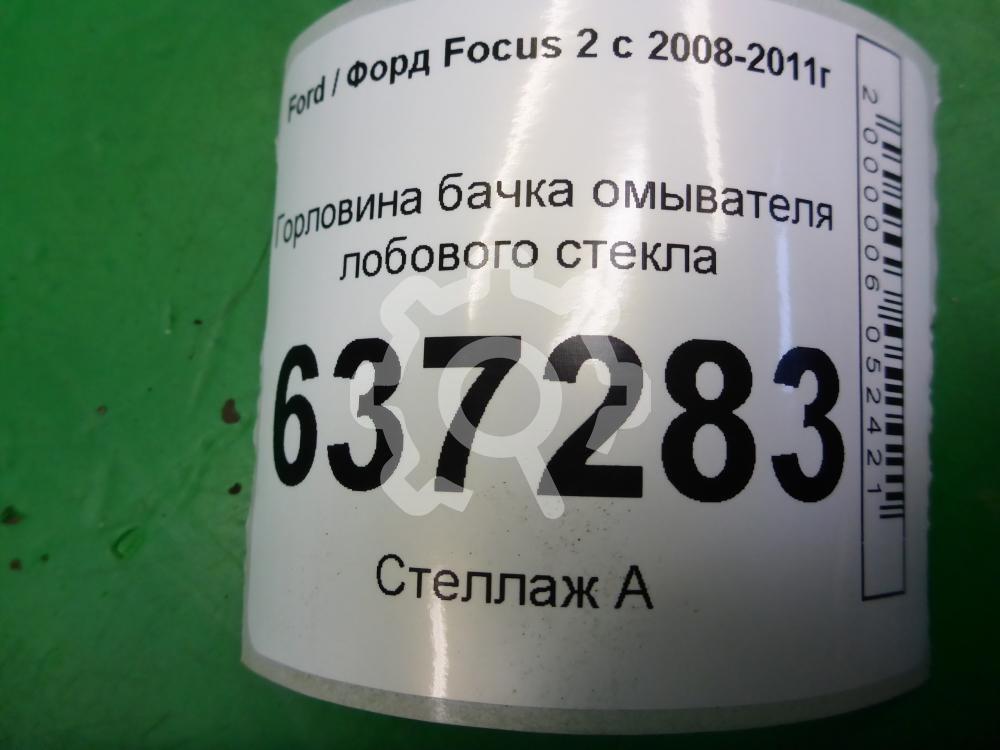 Ford / Форд Focus 2 с 2008-2011г
Горловина бачка омывателя
лобового стекла
637283
Стеллаж А
2000006052421